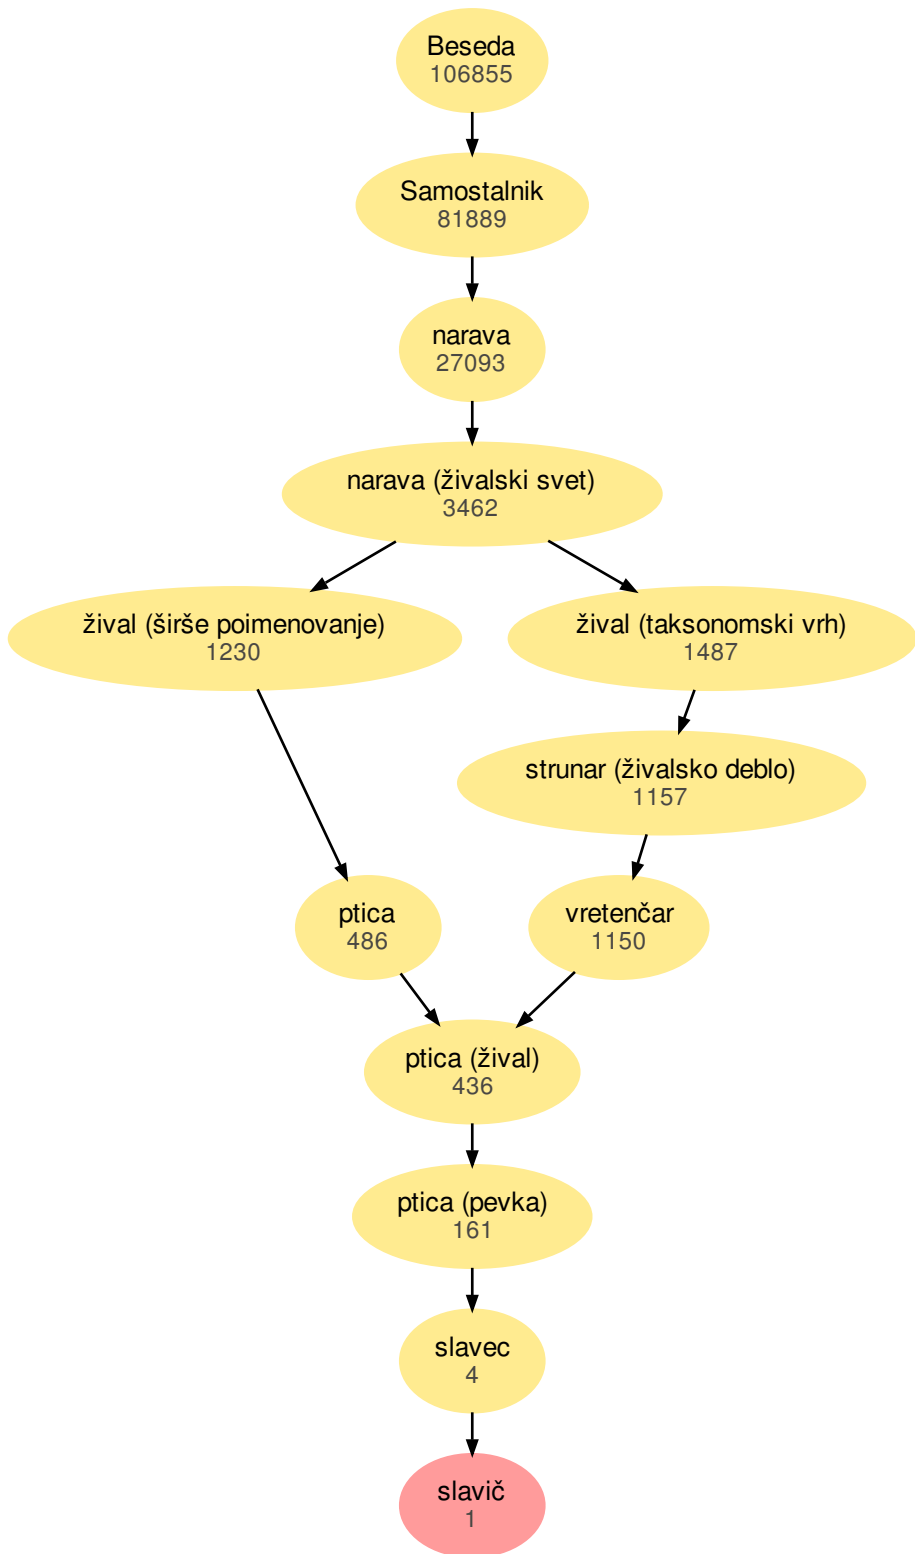 Beseda
106855
Samostalnik
81889
narava
27093
narava (živalski svet)
3462
žival (širše poimenovanje)
1230
žival (taksonomski vrh)
1487
strunar (živalsko deblo)
1157
ptica
486
vretenčar
1150
ptica (žival)
436
ptica (pevka)
161
slavec
4
slavič
1